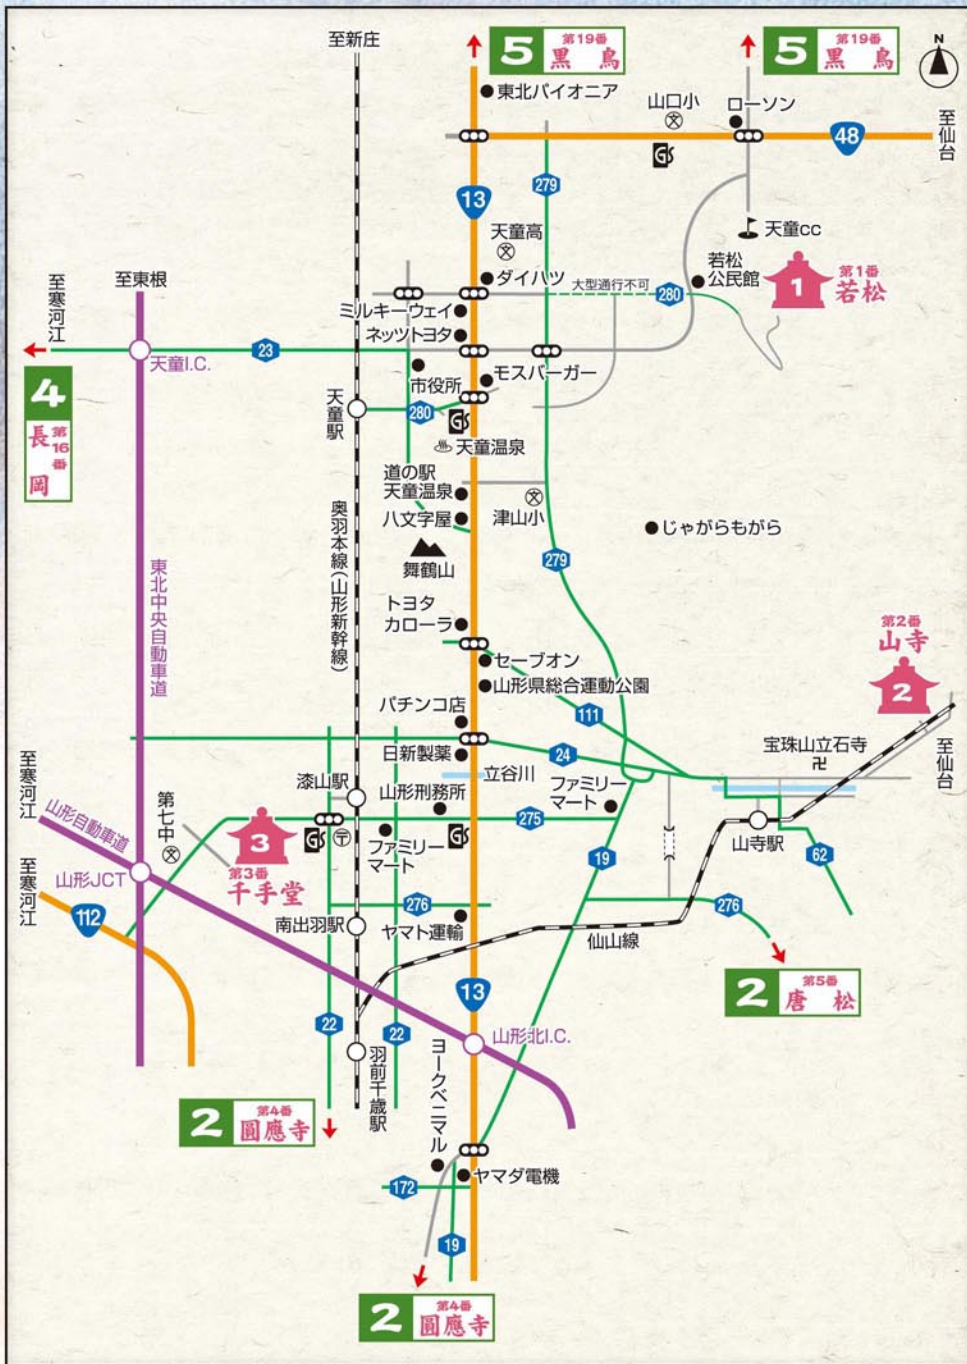 至新庄
5 第19番 黒鳥
5 第19番 黒鳥
N
東北パイオニア
山口小
ローソン
至仙台
48
GS
279
13
天童高
天童cc
ダイハツ
大型通行不可
280
若松
公民館
1
第1番
若松
至寒河江
至東根
ミルキーウェイ
ネッツトヨタ
23
天童I.C.
市役所
モスバーガー
4
第16番
長岡
天童駅
280
GS
天童温泉
道の駅
天童温泉
八文字屋
津山小
じゃがらもがら
舞鶴山
279
奥羽本線(山形新幹線)
東北中央自動車道
トヨタ
カローラ
セーブオン
山形県総合運動公園
111
第2番
山寺
2
パチンコ店
日新製薬
24
宝珠山立石寺
至仙台
至寒河江
漆山駅
立谷川
山形刑務所
ファミリー
マート
山形自動車道
第七中
3
GS
ファミリー
マート
GS
275
19
山寺駅
62
山形JCT
第3番
千手堂
至寒河江
112
276
南出羽駅
ヤマト運輸
仙山線
276
2 第5番 唐松
13
22
22
山形北I.C.
羽前千歳駅
ヨークベニマル
2 第4番 圓應寺
ヤマダ電機
172
19
2 第4番 圓應寺